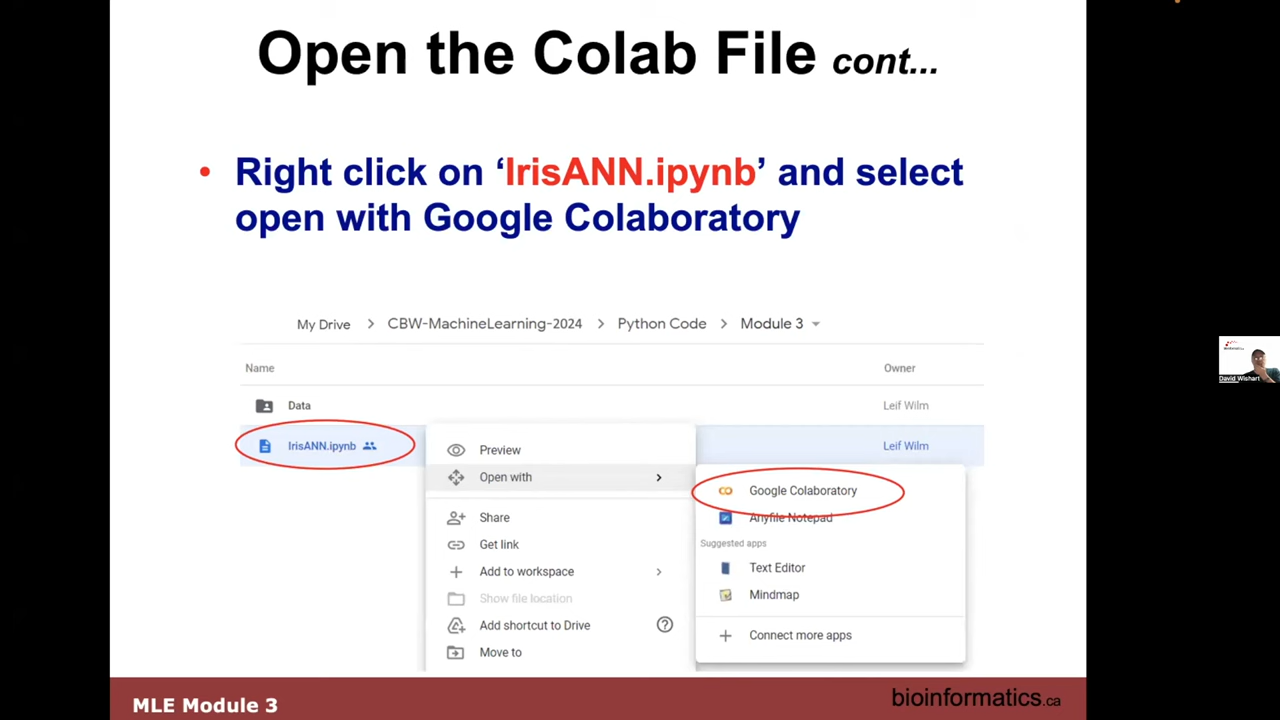 Open the Colab File cont...
• Right click on ‘IrisANN.ipynb’ and select
open with Google Colaboratory
My Drive > CBW-MachineLearning-2024 > Python Code > Module 3
Name Owner
Data Leif Wilm
IrisANN.ipynb Leif Wilm
Preview
Open with
Share
Get link
Add to workspace
Show file location
Add shortcut to Drive
Move to
Google Colaboratory
Anyfile Notepad
Suggested apps
Text Editor
Mindmap
Connect more apps
David Wishart
MLE Module 3
bioinformatics.ca